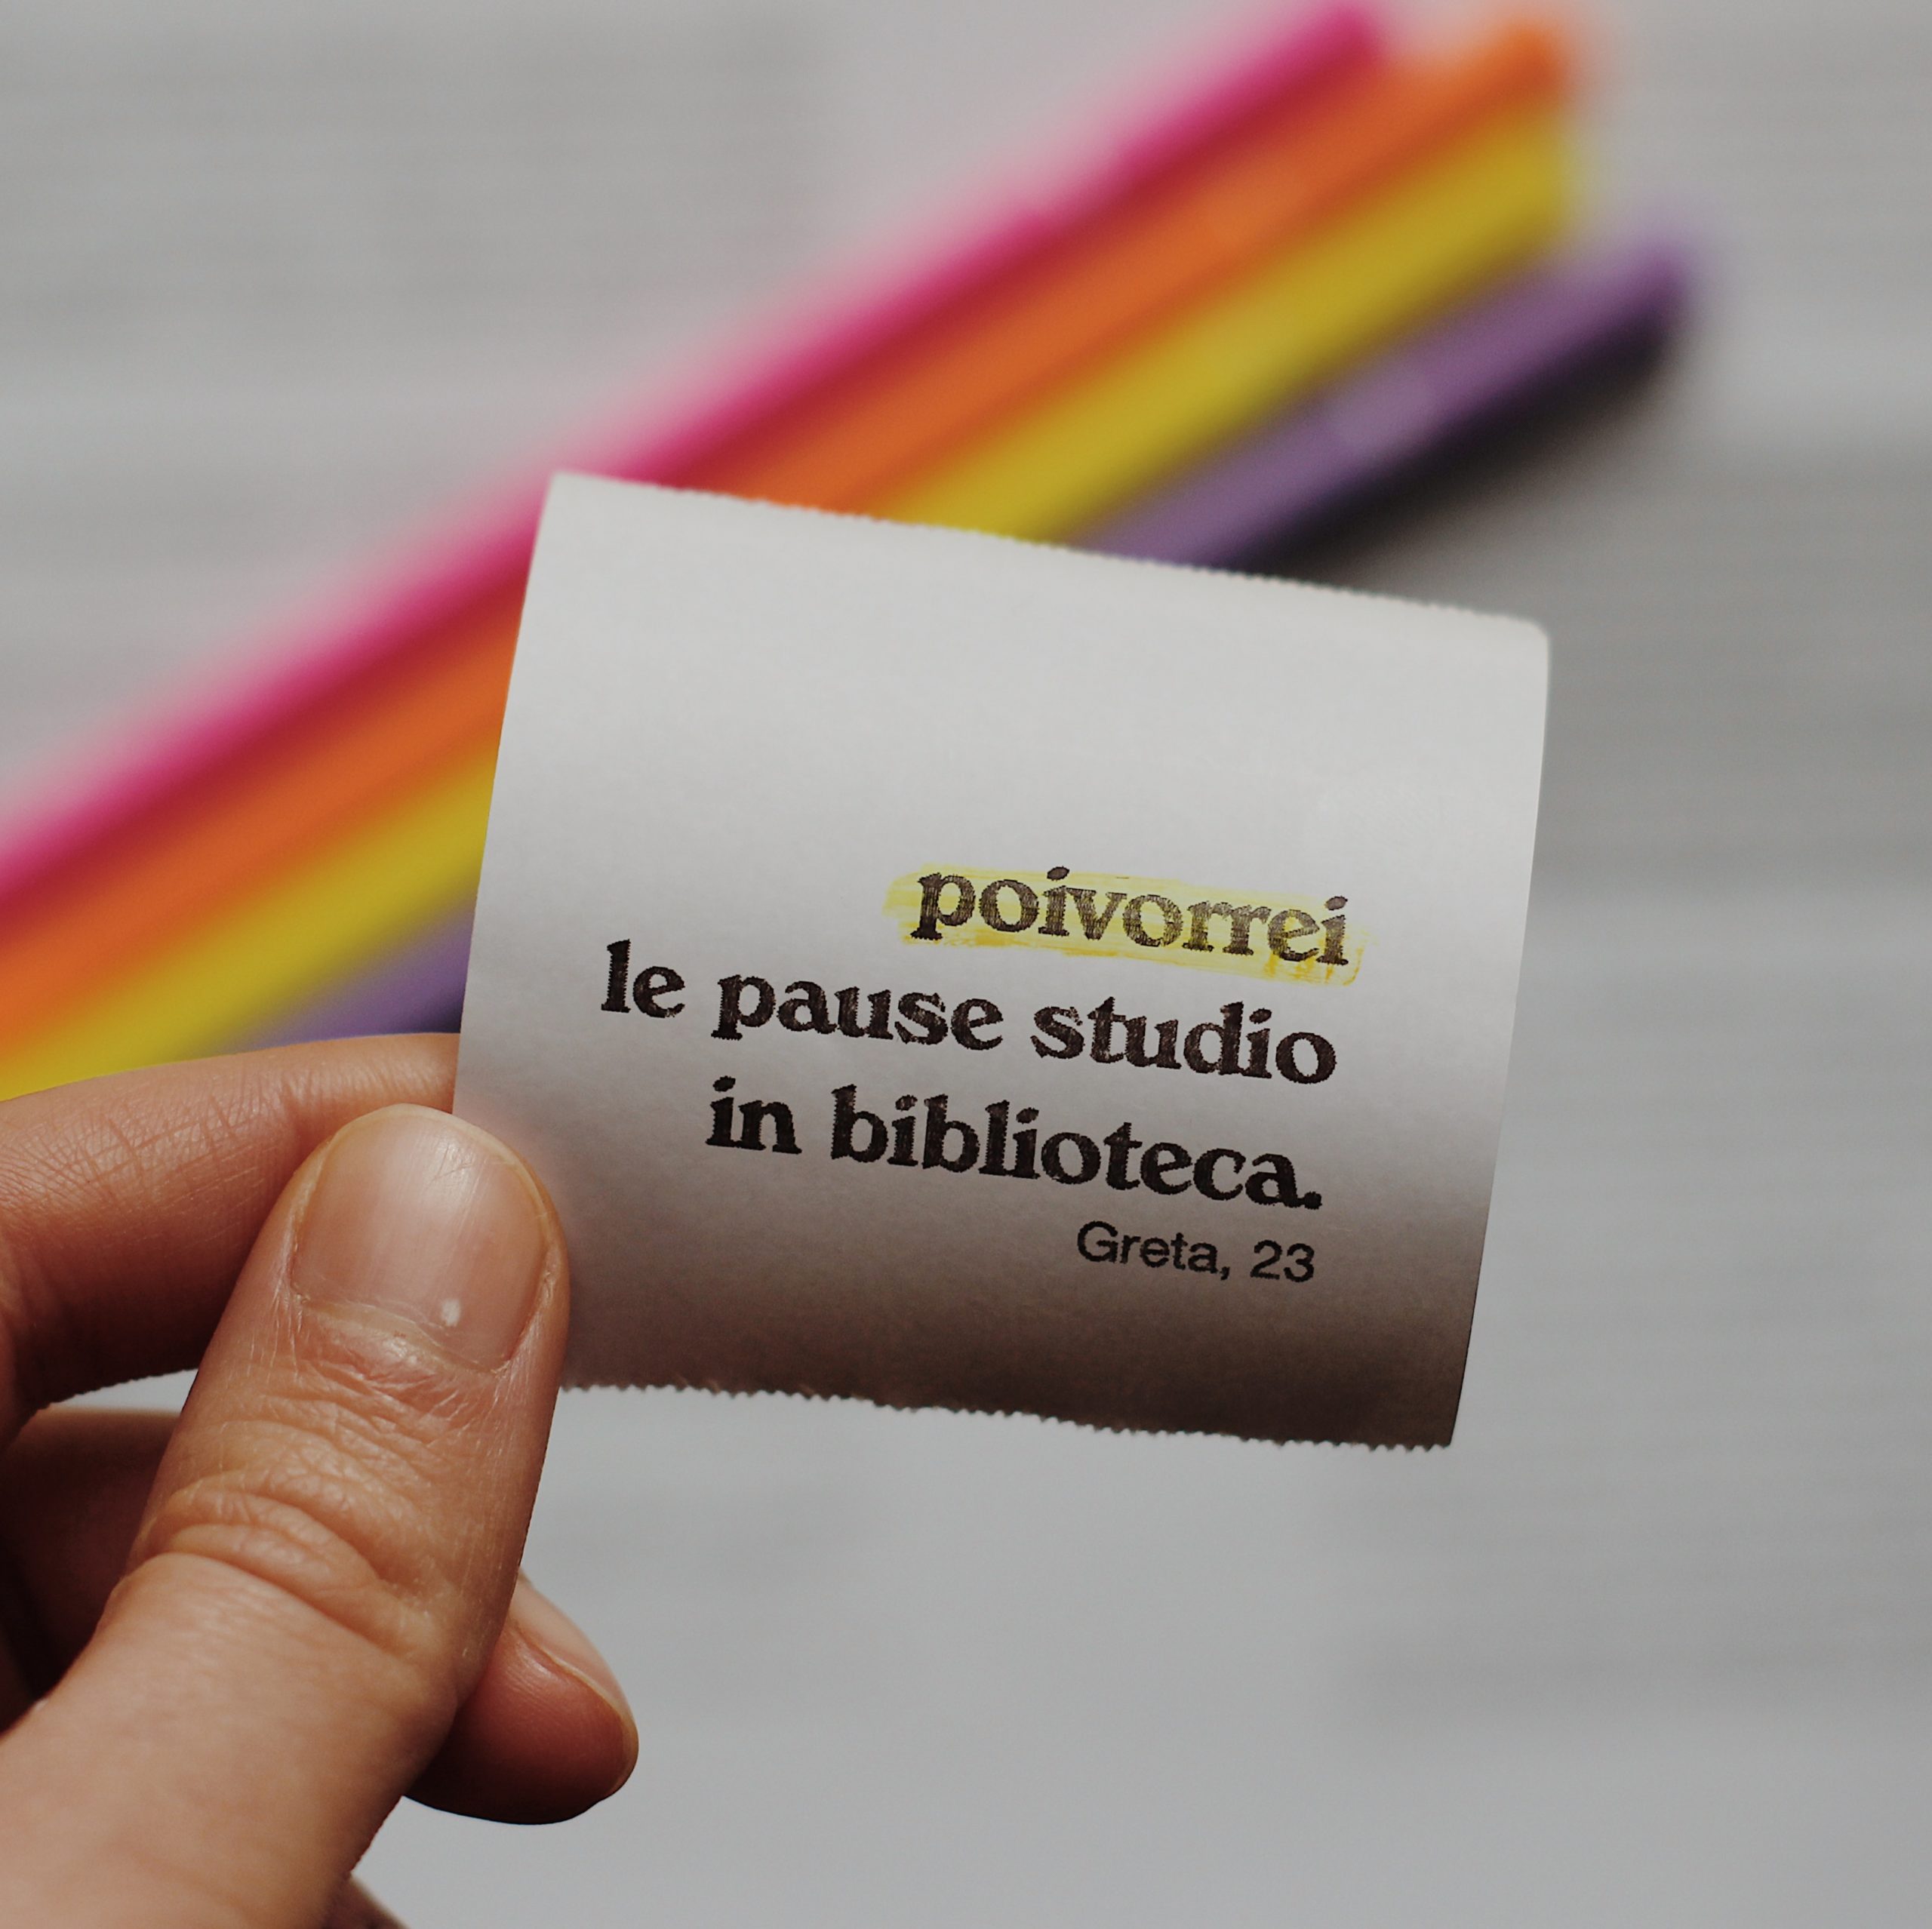 poivorrei
le pause studio
in biblioteca.
Greta, 23